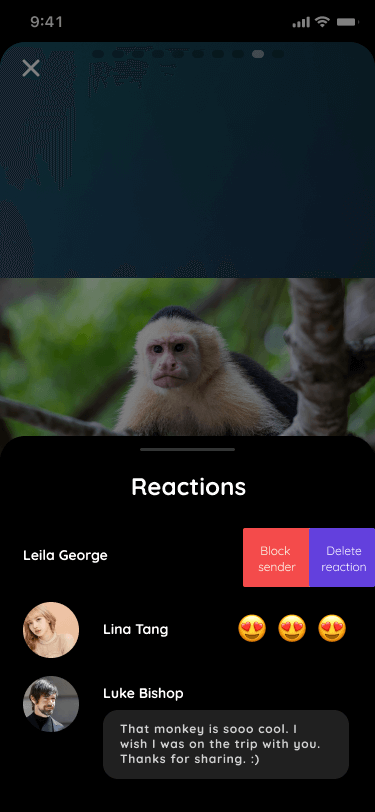 9:41
Reactions
Leila George
Block
sender
Delete
reaction
Lina Tang
Luke Bishop
That monkey is sooo cool. I
wish I was on the trip with you.
Thanks for sharing. :)